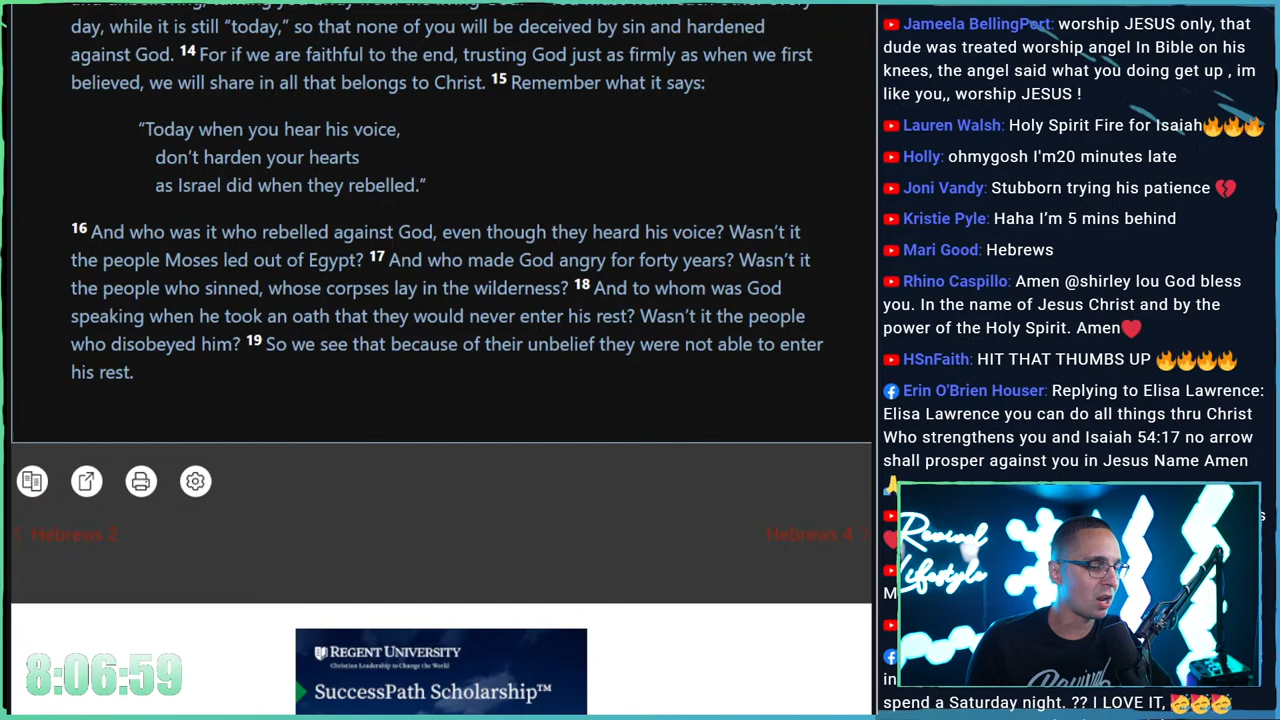 day, while it is still “today,” so that none of you will be deceived by sin and hardened
against God. 14 For if we are faithful to the end, trusting God just as firmly as when we first
believed, we will share in all that belongs to Christ. 15 Remember what it says:
“Today when you hear his voice,
don’t harden your hearts
as Israel did when they rebelled.”
16 And who was it who rebelled against God, even though they heard his voice? Wasn’t it
the people Moses led out of Egypt? 17 And who made God angry for forty years? Wasn’t it
the people who sinned, whose corpses lay in the wilderness? 18 And to whom was God
speaking when he took an oath that they would never enter his rest? Wasn’t it the people
who disobeyed him? 19 So we see that because of their unbelief they were not able to enter
his rest.
Hebrews 2
Hebrews 4
REGENT UNIVERSITY
Christian Leadership to Change the World
SuccessPath Scholarship™
8:06:59
Jameela BellingPort: worship JESUS only, that
dude was treated worship angel In Bible on his
knees, the angel said what you doing get up , im
like you,, worship JESUS !
Lauren Walsh: Holy Spirit Fire for Isaiah🔥🔥🔥
Holly: ohmygosh I'm20 minutes late
Joni Vandy: Stubborn trying his patience 💔
Kristie Pyle: Haha I’m 5 mins behind
Mari Good: Hebrews
Rhino Caspillo: Amen @shirley lou God bless
you. In the name of Jesus Christ and by the
power of the Holy Spirit. Amen❤️
HSnFaith: HIT THAT THUMBS UP 🔥🔥🔥🔥
Erin O'Brien Houser: Replying to Elisa Lawrence:
Elisa Lawrence you can do all things thru Christ
Who strengthens you and Isaiah 54:17 no arrow
shall prosper against you in Jesus Name Amen
Revival
Lifestyle
spend a Saturday night. ?? I LOVE IT, 🥳🥳🥳